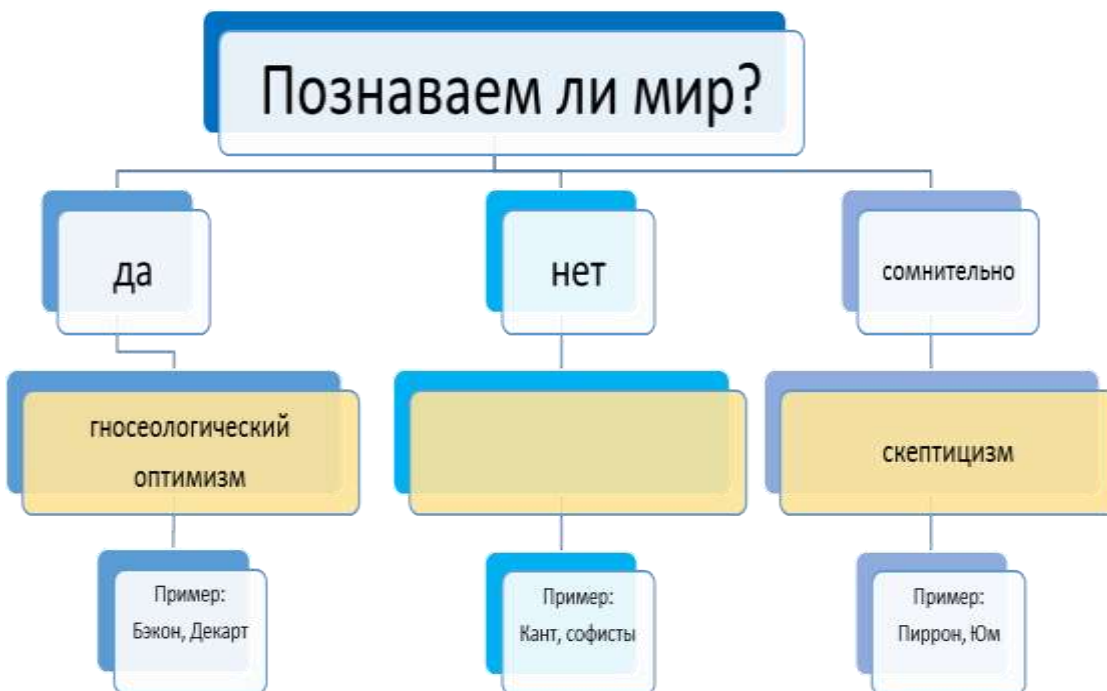 Познаваем ли мир?
да
нет
сомнительно
гносеологический
оптимизм
скептицизм
Пример:
Бэкон, Декарт
Пример:
Кант, софисты
Пример:
Пиррон, Юм